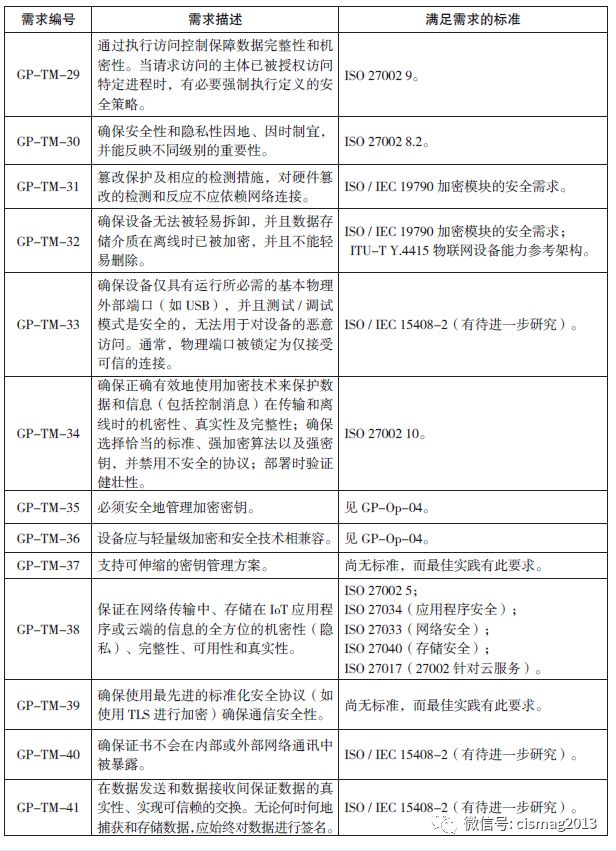 需求编号 需求描述 满足需求的标准
GP-TM-29
通过执行访问控制保障数据完整性和机
密性。当请求访问的主体已被授权访问
特定进程时，有必要强制执行定义的安
全策略。
ISO 27002 9。
GP-TM-30
确保安全性和隐私性因地、因时制宜，
并能反映不同级别的重要性。
ISO 27002 8.2。
GP-TM-31
篡改保护及相应的检测措施，对硬件篡
改的检测和反应不应依赖网络连接。
ISO / IEC 19790 加密模块的安全需求。
GP-TM-32
确保设备无法被轻易拆卸，并且数据存
储介质在离线时已被加密，并且不能轻
易删除。
ISO / IEC 19790 加密模块的安全需求；
ITU-T Y.4415 物联网设备能力参考架构。
GP-TM-33
确保设备仅具有运行所必需的基本物理
外部端口（如 USB），并且测试 / 调试
模式是安全的，无法用于对设备的恶意
访问。通常，物理端口被锁定为仅接受
可信的连接。
ISO / IEC 15408-2（有待进一步研究）。
GP-TM-34
确保正确有效地使用加密技术来保护数
据和信息（包括控制消息）在传输和离
线时的机密性、真实性及完整性；确保
选择恰当的标准、强加密算法以及强密
钥，并禁用不安全的协议；部署时验证
健壮性。
ISO 27002 10。
GP-TM-35 必须安全地管理加密密钥。 见 GP-Op-04。
GP-TM-36 设备应与轻量级加密和安全技术相兼容。 见 GP-Op-04。
GP-TM-37 支持可伸缩的密钥管理方案。 尚无标准，而最佳实践有此要求。
GP-TM-38
保证在网络传输中、存储在 IoT 应用程
序或云端的信息的全方位的机密性（隐
私）、完整性、可用性和真实性。
ISO 27002 5；
ISO 27034（应用程序安全）；
ISO 27033（网络安全）；
ISO 27040（存储安全）；
ISO 27017（27002 针对云服务）。
GP-TM-39
确保使用最先进的标准化安全协议（如
使用 TLS 进行加密）确保通信安全性。
尚无标准，而最佳实践有此要求。
GP-TM-40
确保证书不会在内部或外部网络通讯中
被暴露。
ISO / IEC 15408-2（有待进一步研究）。
GP-TM-41
在数据发送和数据接收间保证数据的真
实性、实现可信赖的交换。无论何时何地
捕获和存储数据，应始终对数据进行签名。
ISO / IEC 15408-2（有待进一步研究）。
微信号: cismag2013